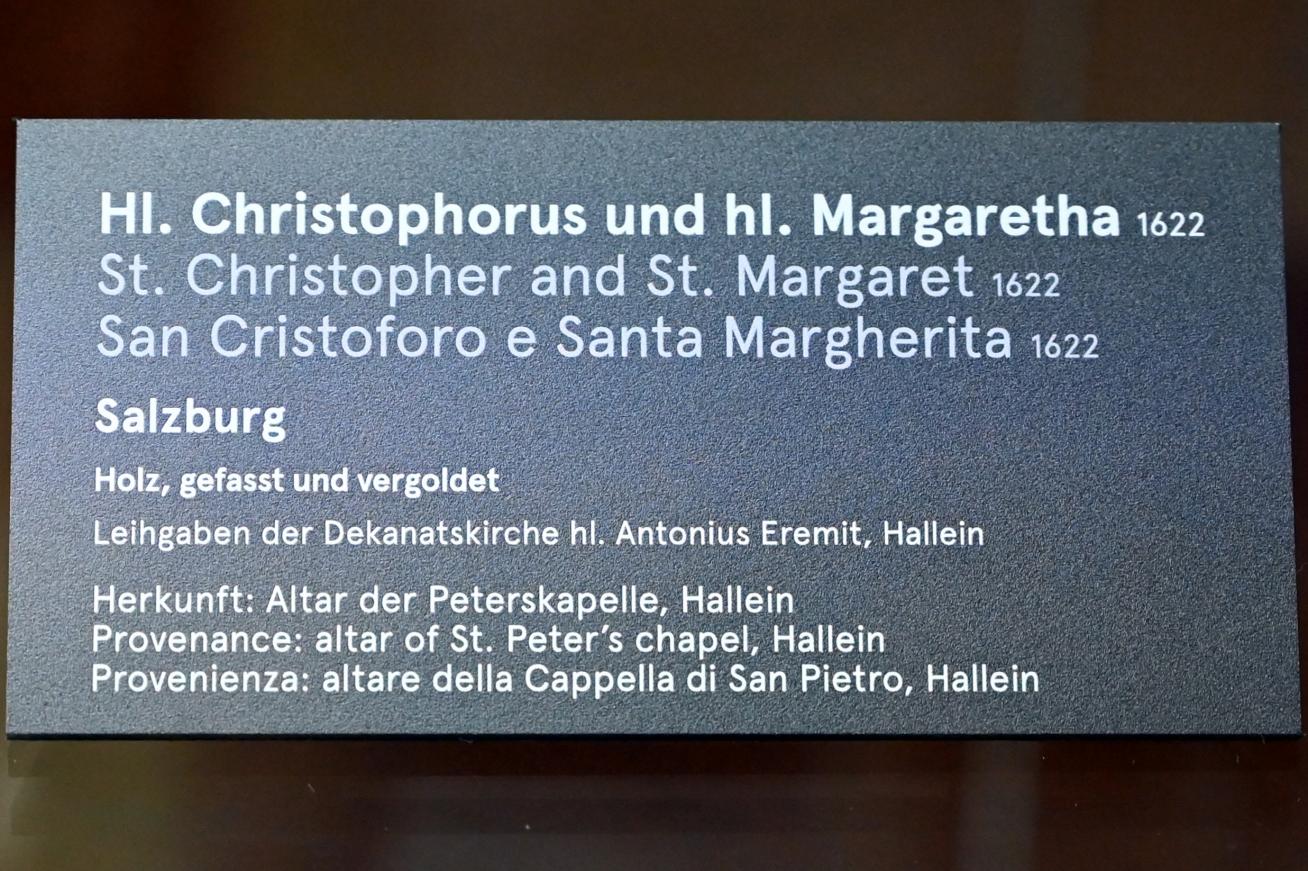 Hl. Christophorus und hl. Margaretha 1622
St. Christopher and St. Margaret 1622
San Cristoforo e Santa Margherita 1622
Salzburg
Holz, gefasst und vergoldet
Leihgaben der Dekanatskirche hl. Antonius Eremit, Hallein
Herkunft: Altar der Peterskapelle, Hallein
Provenance: altar of St. Peter’s chapel, Hallein
Provenienza: altare della Cappella di San Pietro, Hallein